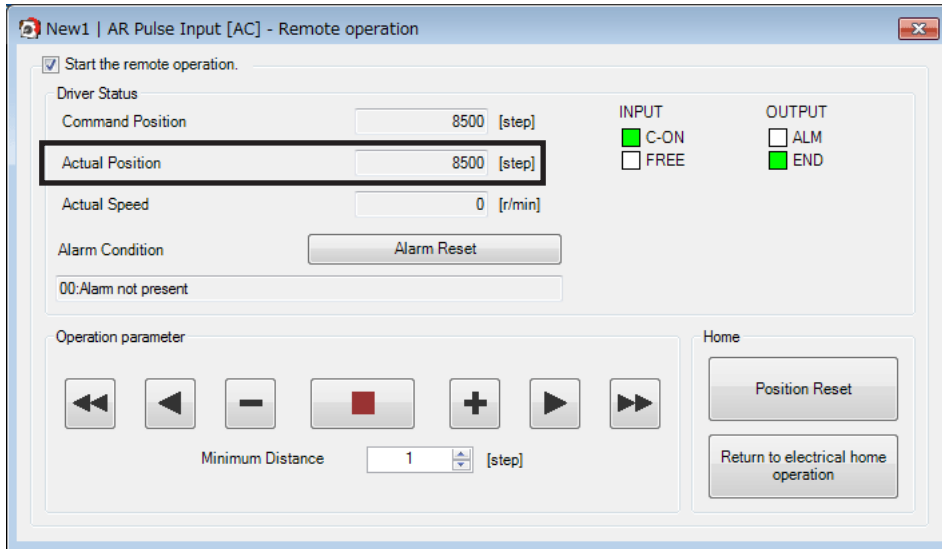 New1 | AR Pulse Input [AC] - Remote operation
Start the remote operation.
Driver Status
Command Position 8500 [step]
INPUT OUTPUT
C-ON ALM
Actual Position 8500 [step]
FREE END
Actual Speed 0 [r/min]
Alarm Condition Alarm Reset
00:Alarm not present
Operation parameter
Minimum Distance 1 [step]
Home
Position Reset
Return to electrical home
operation